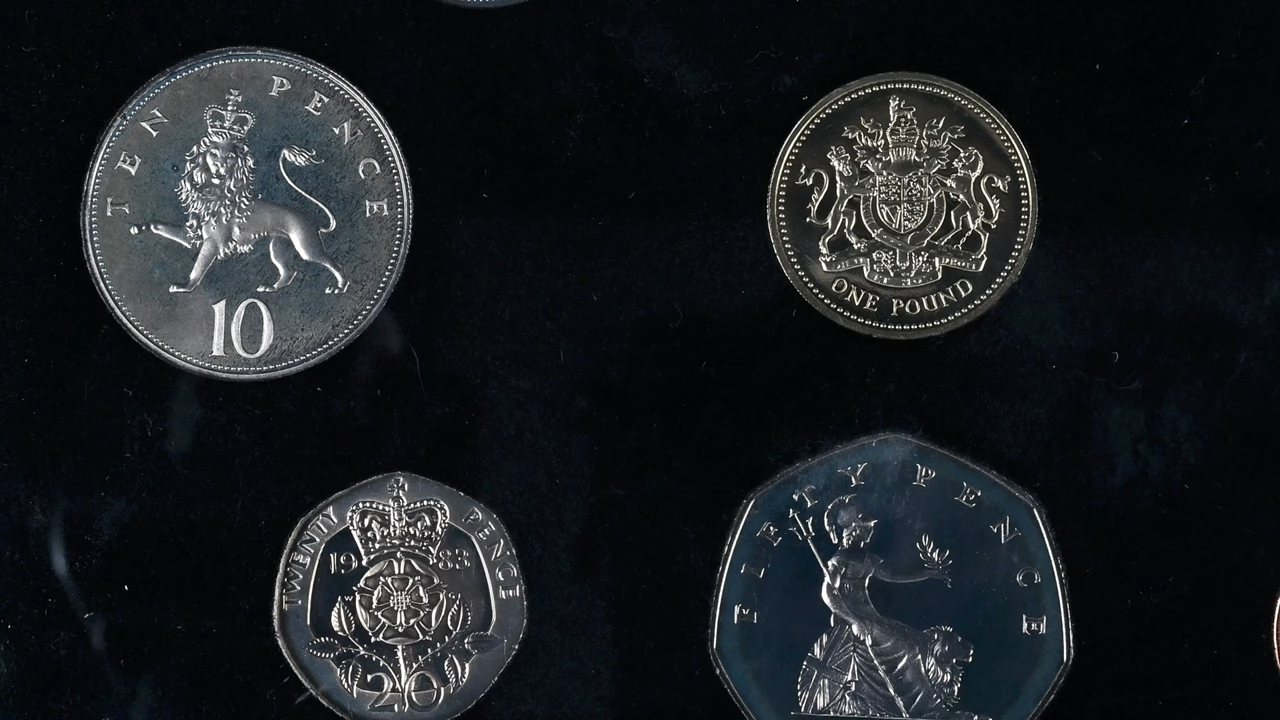 TEN PENCE
10
ONE POUND
TWENTY PENCE
1983
20
FIFTY PENCE